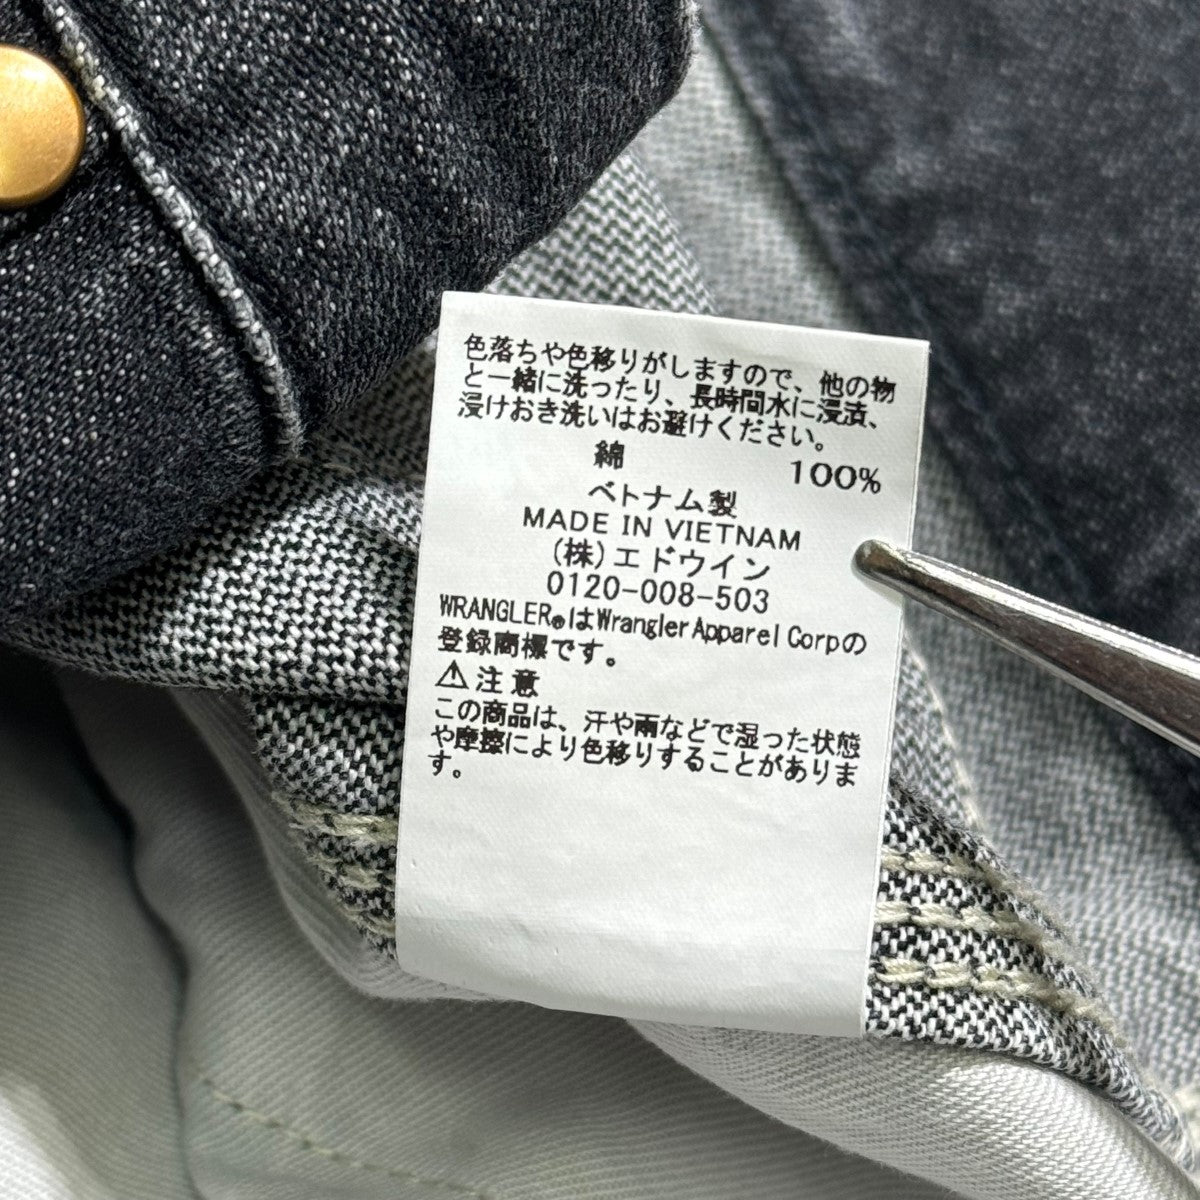 色落ちや色移りがしますので、他の物
と一緒に洗ったり、長時間水に浸漬、
浸けおき洗いはお避けください。
綿 100%
ベトナム製
MADE IN VIETNAM
(株)エドウイン
0120-008-503
WRANGLER®はWrangler Apparel Corpの
登録商標です。
⚠注意
この商品は、汗や雨などで湿った状態
や摩擦により色移りすることがありま
す。